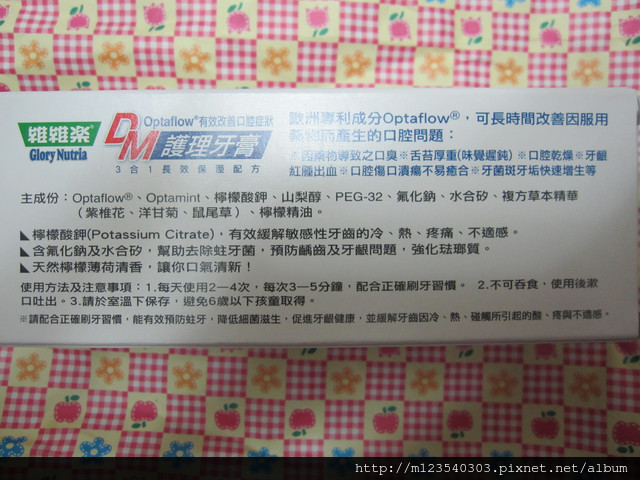 維維樂®
Glory Nutria
DM
Optaflow®有效改善口腔症狀
護理牙膏
3合1長效保溼配方
歐洲專利成分Optaflow®，可長時間改善因服用
藥物而產生的口腔問題：
※因藥物導致之口臭※舌苔厚重(味覺遲鈍) ※口腔乾燥※牙齦
紅腫出血※口腔傷口潰瘍不易癒合※牙菌斑牙垢快速增生等
主成份：Optaflow®、Optamint、檸檬酸鉀、山梨醇、PEG-32、氟化鈉、水合矽、複方草本精華
（紫椎花、洋甘菊、鼠尾草）、檸檬精油。
檸檬酸鉀(Potassium Citrate)，有效緩解敏感性牙齒的冷、熱、疼痛、不適感。
含氟化鈉及水合矽，幫助去除蛀牙菌，預防齲齒及牙齦問題，強化琺瑯質。
天然檸檬薄荷清香，讓你口氣清新！
使用方法及注意事項：1.每天使用2—4次，每次3—5分鐘，配合正確刷牙習慣。 2.不可吞食，使用後漱
口吐出。3.請於室溫下保存，避免6歲以下孩童取得。
※請配合正確刷牙習慣，能有效預防蛀牙，降低細菌滋生，促進牙齦健康，並緩解牙齒因冷、熱、碰觸所引起的酸、疼與不適感。
http://m123540303.pixnet.net/album